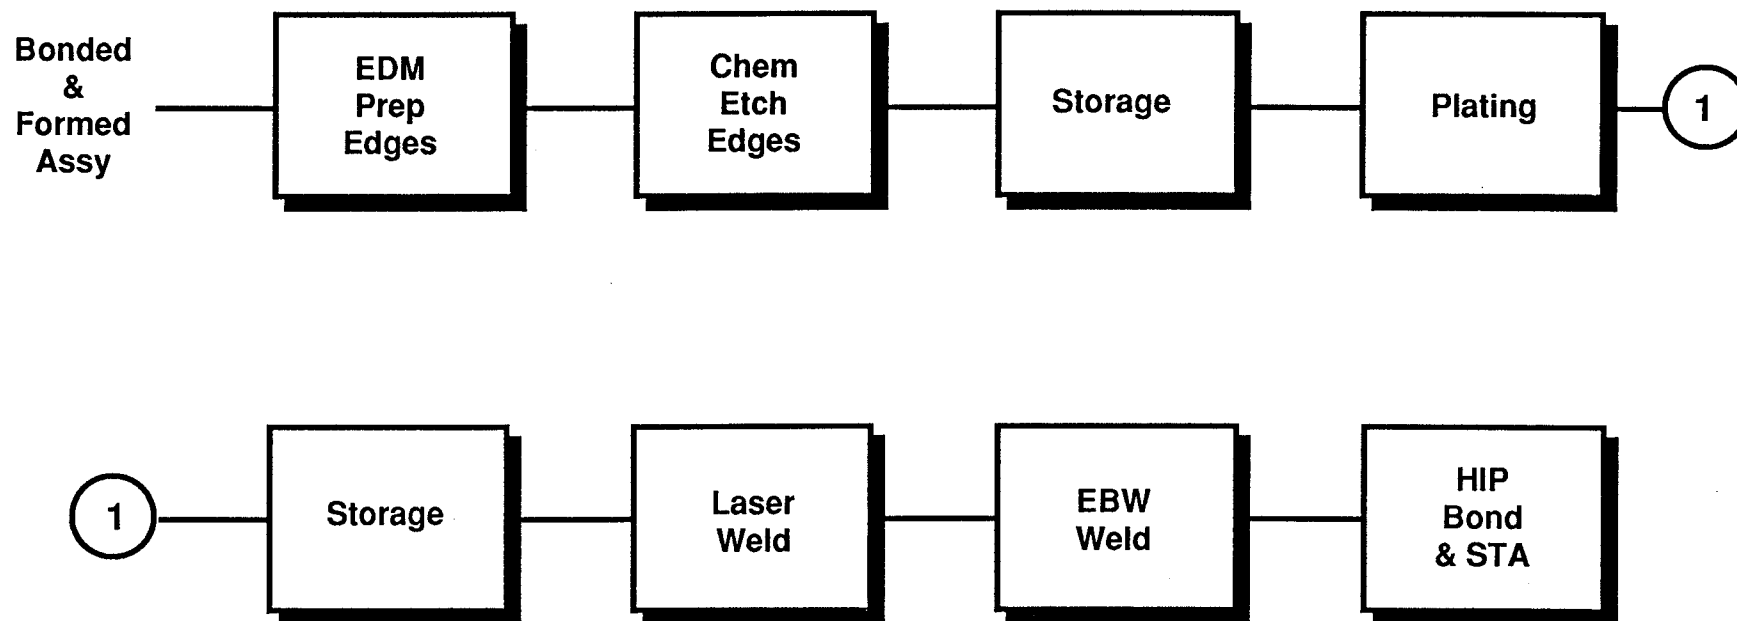 Bonded
&
Formed
Assy
EDM
Prep
Edges
Chem
Etch
Edges
Storage
Plating
1
1
Storage
Laser
Weld
EBW
Weld
HIP
Bond
& STA